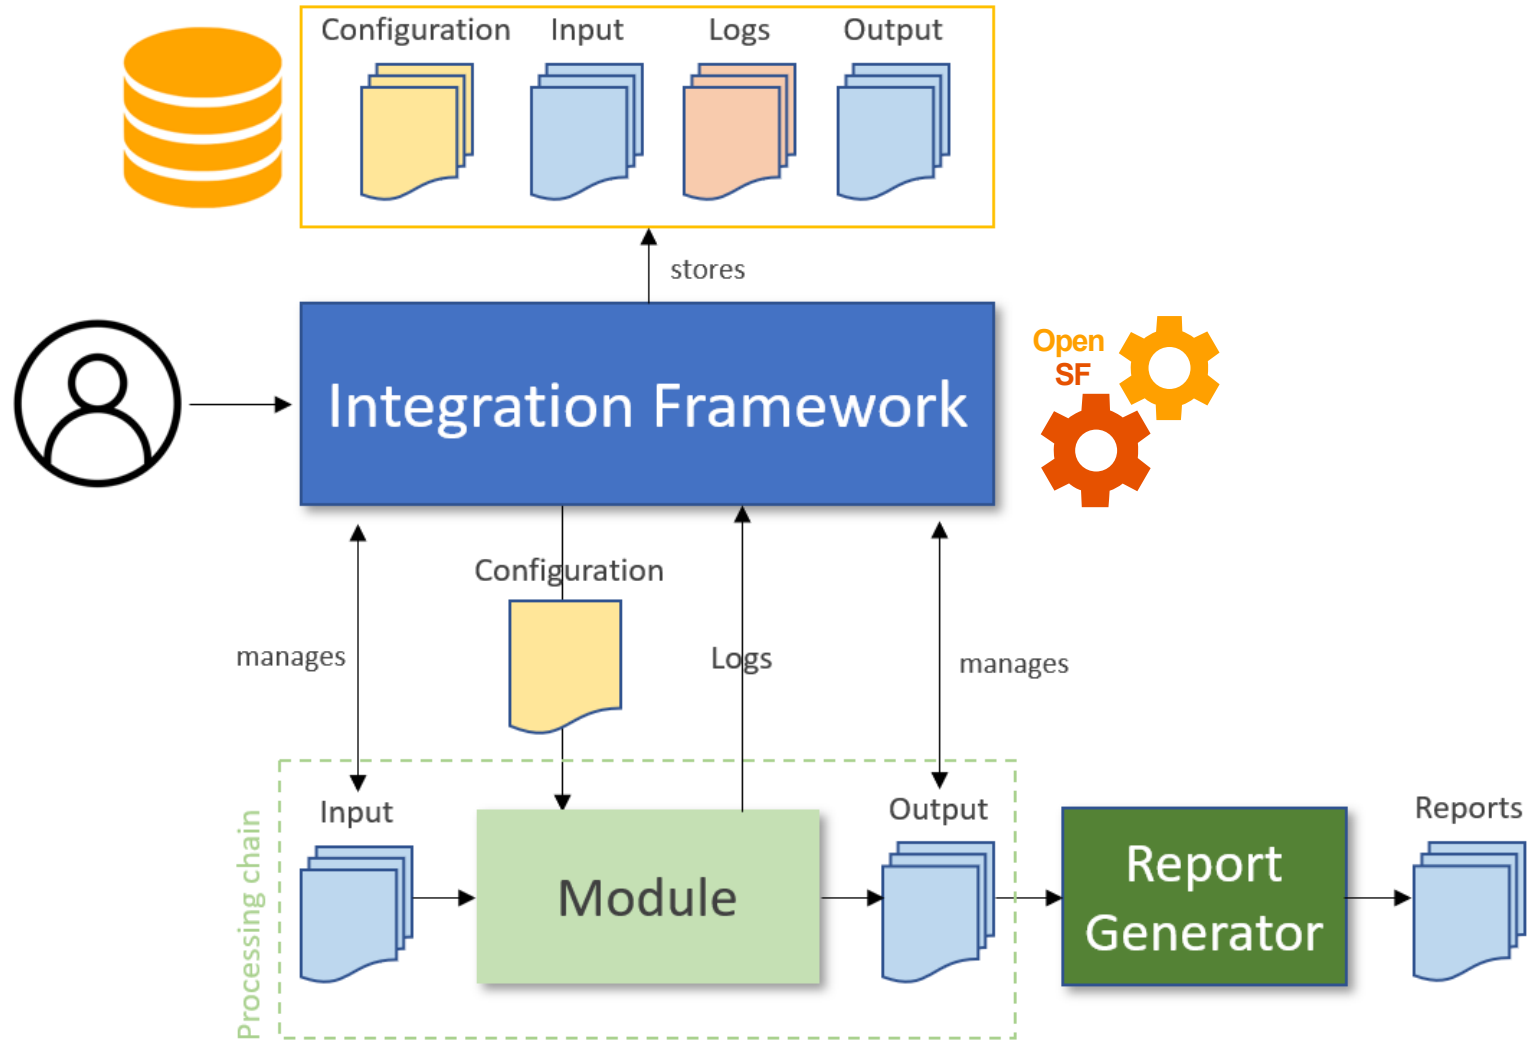 Configuration
Input
Logs
Output
stores
Integration Framework
Open
SF
Configuration
manages
Logs
manages
Processing chain
Input
Module
Output
Report
Generator
Reports